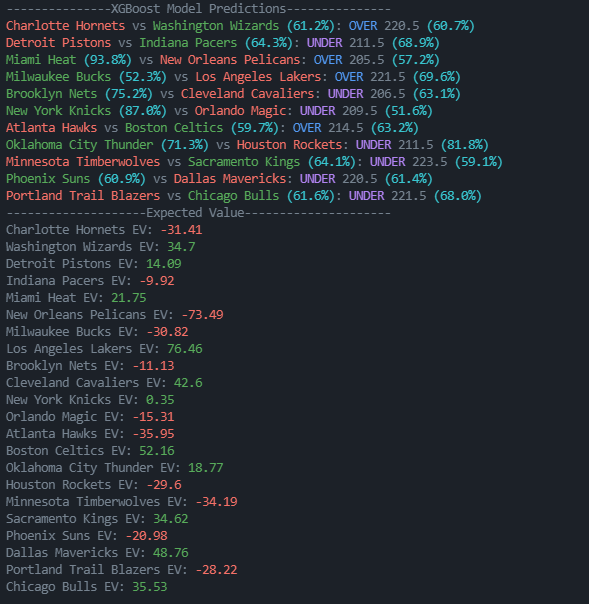 ---------------XGBoost Model Predictions---------------
Charlotte Hornets vs Washington Wizards (61.2%): OVER 220.5 (60.7%)
Detroit Pistons vs Indiana Pacers (64.3%): UNDER 211.5 (68.9%)
Miami Heat (93.8%) vs New Orleans Pelicans: OVER 205.5 (57.2%)
Milwaukee Bucks (52.3%) vs Los Angeles Lakers: OVER 221.5 (69.6%)
Brooklyn Nets (75.2%) vs Cleveland Cavaliers: UNDER 206.5 (63.1%)
New York Knicks (87.0%) vs Orlando Magic: UNDER 209.5 (51.6%)
Atlanta Hawks vs Boston Celtics (59.7%): OVER 214.5 (63.2%)
Oklahoma City Thunder (71.3%) vs Houston Rockets: UNDER 211.5 (81.8%)
Minnesota Timberwolves vs Sacramento Kings (64.1%): UNDER 223.5 (59.1%)
Phoenix Suns (60.9%) vs Dallas Mavericks: UNDER 220.5 (61.4%)
Portland Trail Blazers vs Chicago Bulls (61.6%): UNDER 221.5 (68.0%)
--------------------Expected Value---------------------
Charlotte Hornets EV: -31.41
Washington Wizards EV: 34.7
Detroit Pistons EV: 14.09
Indiana Pacers EV: -9.92
Miami Heat EV: 21.75
New Orleans Pelicans EV: -73.49
Milwaukee Bucks EV: -30.82
Los Angeles Lakers EV: 76.46
Brooklyn Nets EV: -11.13
Cleveland Cavaliers EV: 42.6
New York Knicks EV: 0.35
Orlando Magic EV: -15.31
Atlanta Hawks EV: -35.95
Boston Celtics EV: 52.16
Oklahoma City Thunder EV: 18.77
Houston Rockets EV: -29.6
Minnesota Timberwolves EV: -34.19
Sacramento Kings EV: 34.62
Phoenix Suns EV: -20.98
Dallas Mavericks EV: 48.76
Portland Trail Blazers EV: -28.22
Chicago Bulls EV: 35.53